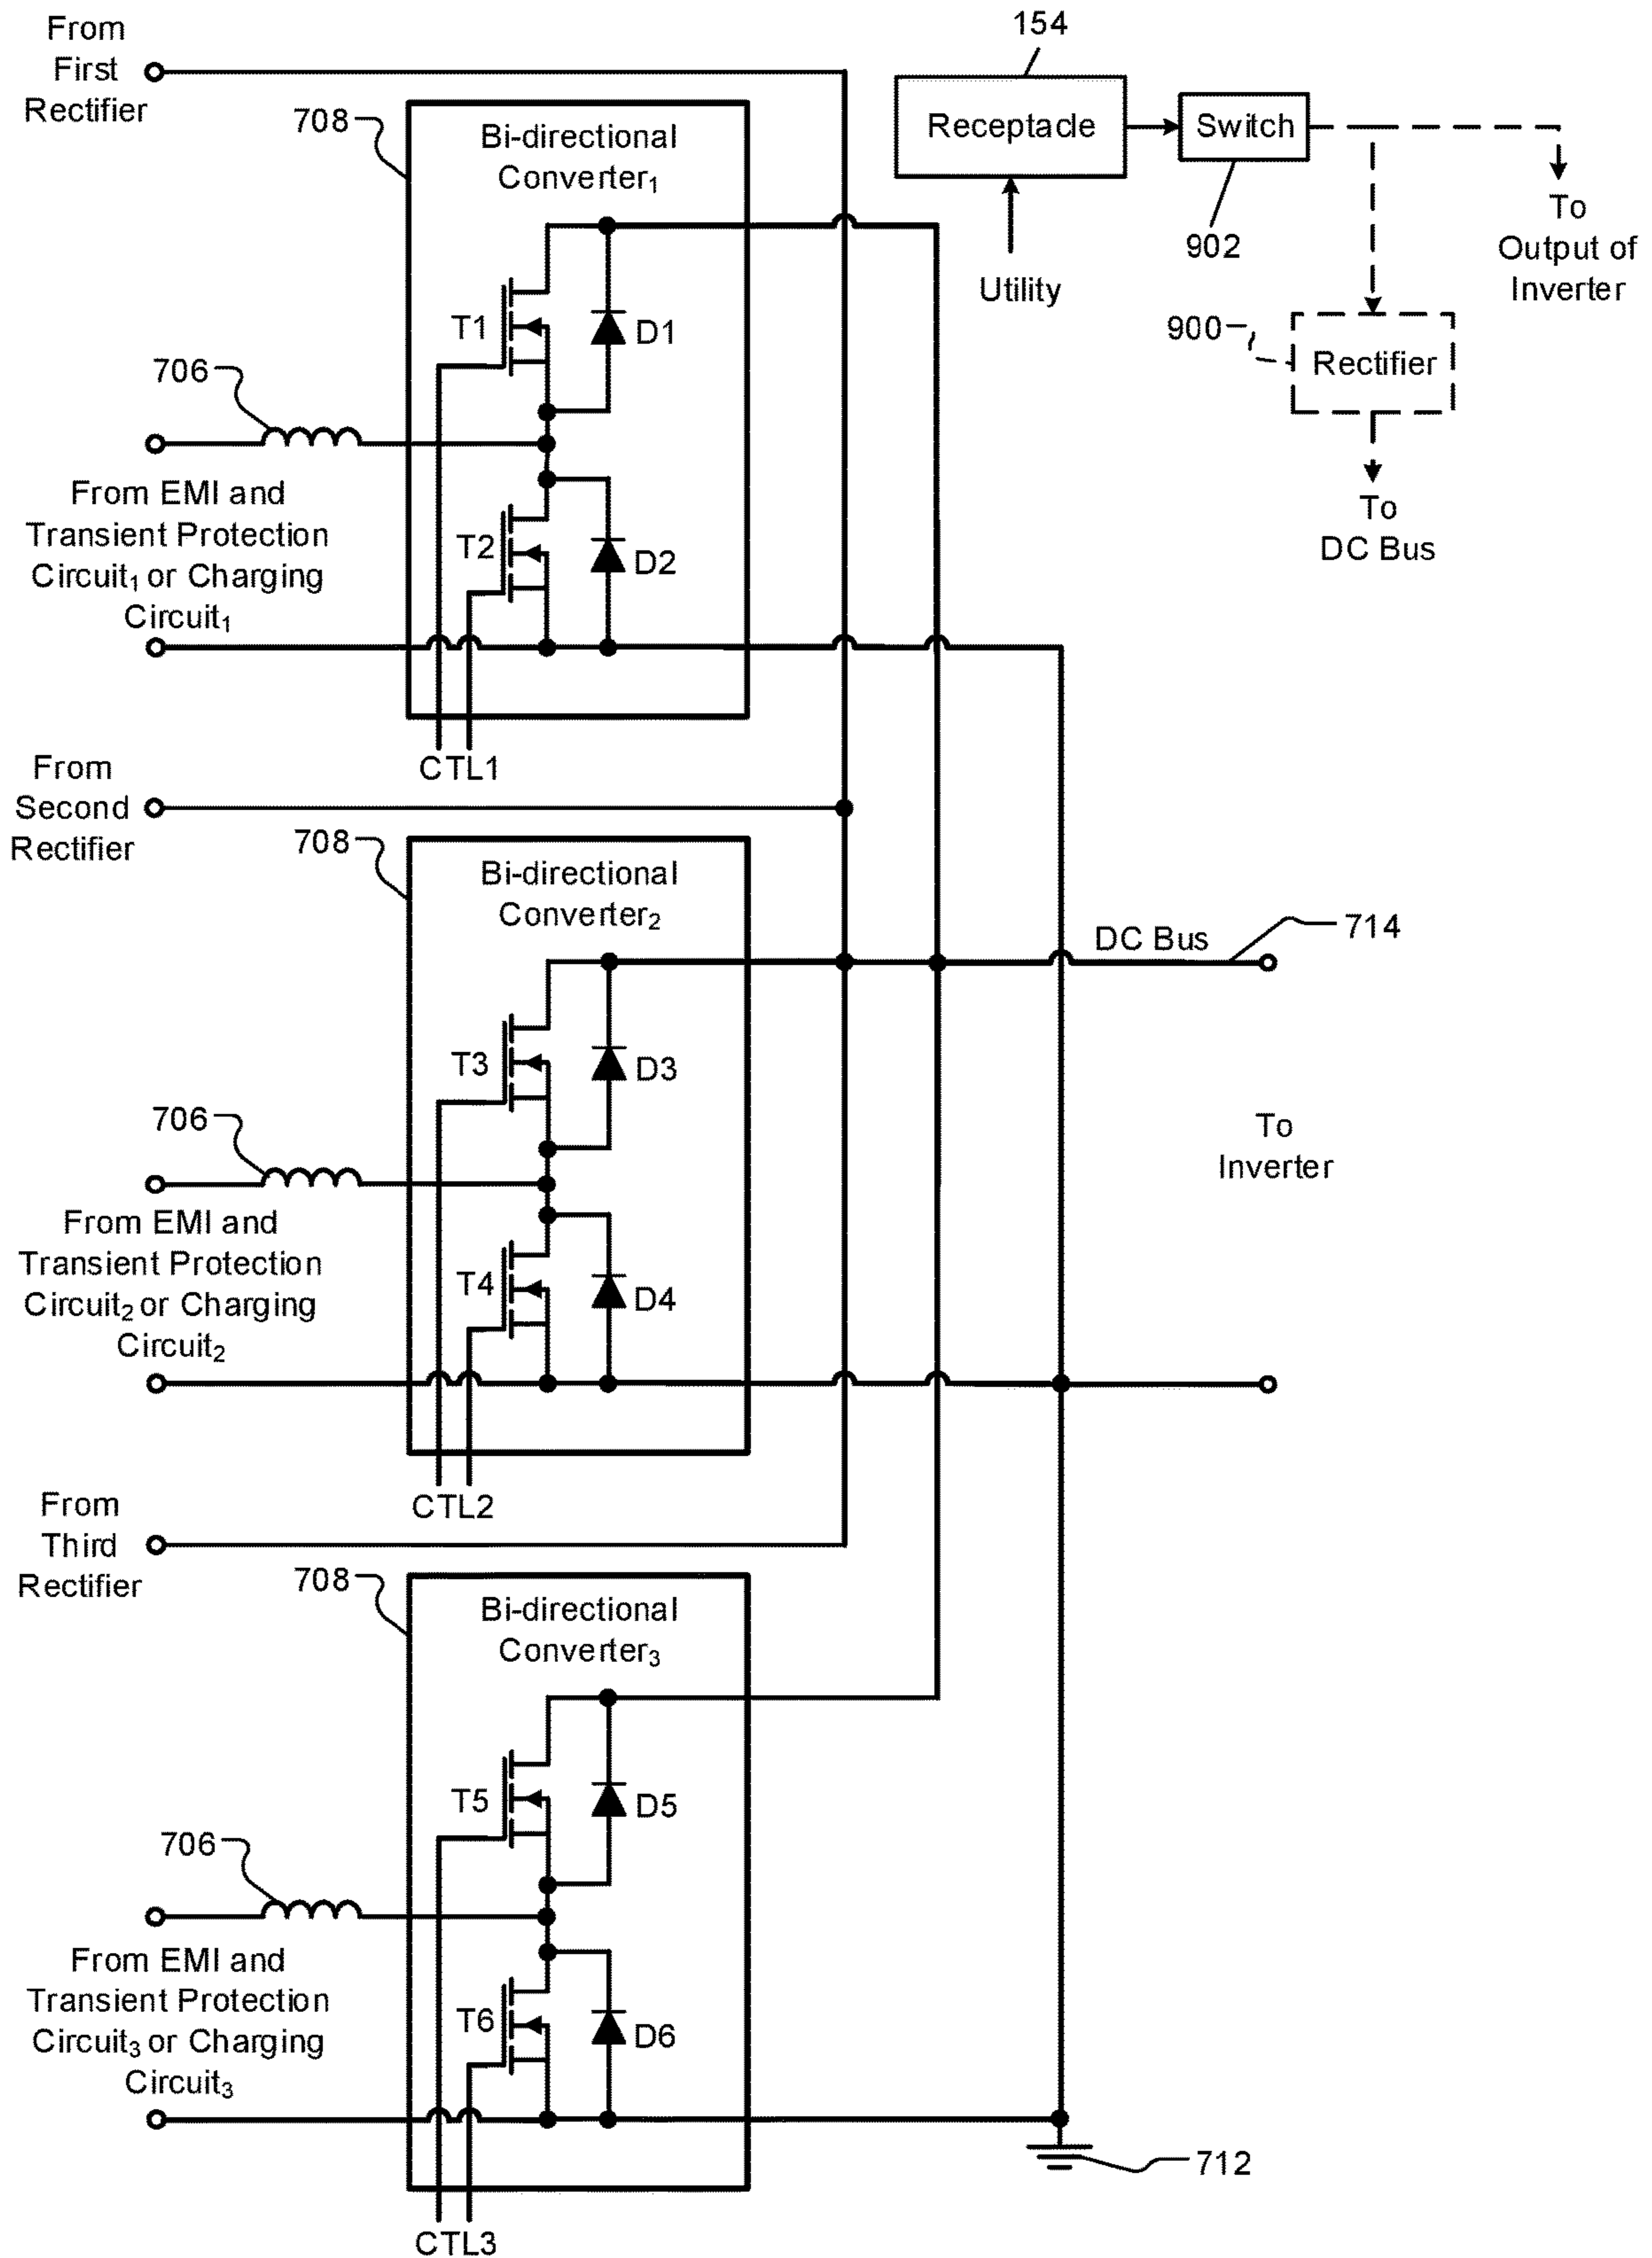 From
First
Rectifier
154
Receptacle
Switch
902
Utility
To
Output of
Inverter
900
Rectifier
To
DC Bus
708
Bi-directional
Converter1
T1
D1
706
From EMI and
Transient Protection
Circuit1 or Charging
Circuit1
T2
D2
CTL1
From
Second
Rectifier
708
Bi-directional
Converter2
DC Bus
714
T3
D3
706
To
Inverter
From EMI and
Transient Protection
Circuit2 or Charging
Circuit2
T4
D4
CTL2
From
Third
Rectifier
708
Bi-directional
Converter3
T5
D5
706
From EMI and
Transient Protection
Circuit3 or Charging
Circuit3
T6
D6
712
CTL3